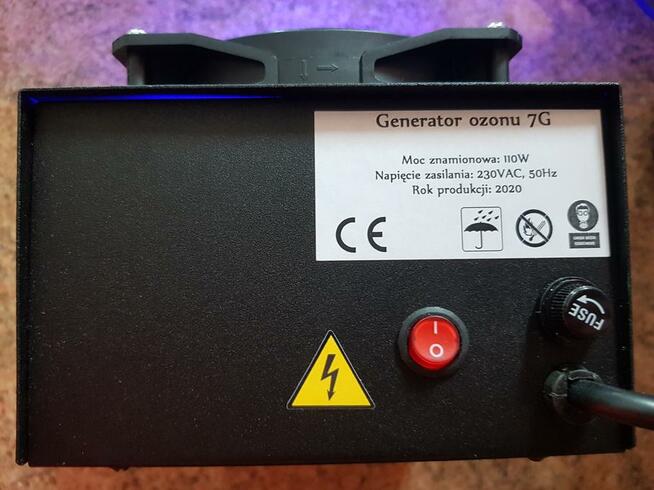 Generator ozonu 7G
Moc znamionowa: 110W
Napięcie zasilania: 230VAC, 50Hz
Rok produkcji: 2020
CE
I
O
FUSE